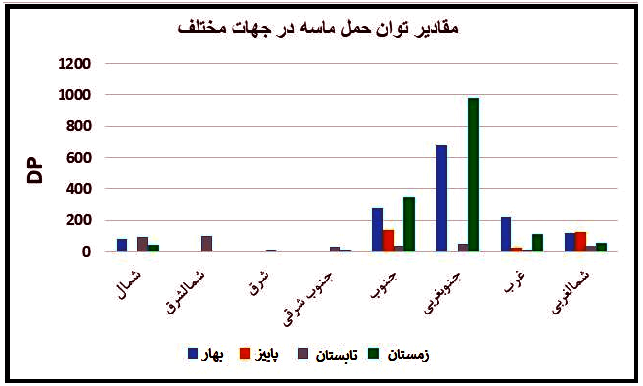 مقادیر توان حمل ماسه در جهات مختلف
1200
1000
800
600
400
200
0
DP
شمال
شمالشرق
شرق
جنوب شرقی
جنوب
جنوبغربی
غرب
شمالغربی
بهار
پاییز
تابستان
زمستان